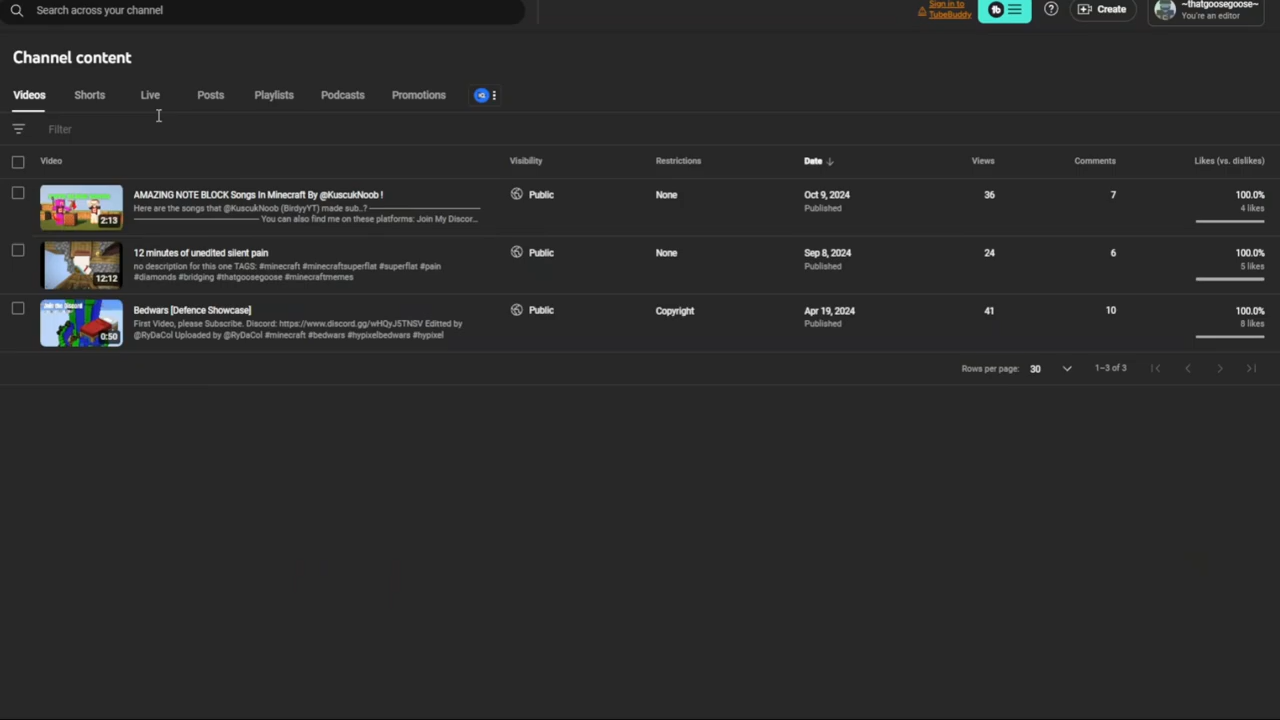 Search across your channel
Sign in to
TubeBuddy
Create
~thatgoosegoose~
You're an editor
Channel content
Videos Shorts Live Posts Playlists Podcasts Promotions
Filter
Video Visibility Restrictions Date Views Comments Likes (vs. dislikes)
AMAZING NOTE BLOCK Songs In Minecraft By @KuscukNoob ! Public None Oct 9, 2024 36 7 100.0%
Here are the songs that @KuscukNoob (BirdyyYT) made sub..? Published 4 likes
You can also find me on these platforms: Join My Discor...
2:13
12 minutes of unedited silent pain Public None Sep 8, 2024 24 6 100.0%
no description for this one TAGS: #minecraft #minecraftsuperflat #superflat #pain Published 5 likes
#diamonds #bridging #thatgoosegoose #minecraftmemes
12:12
Join the Discord
Bedwars [Defence Showcase] Public Copyright Apr 19, 2024 41 10 100.0%
First Video, please Subscribe. Discord: https://www.discord.gg/wHQyJ5TNSV Editted by Published 8 likes
@RyDaCol Uploaded by @RyDaCol #minecraft #bedwars #hypixelbedwars #hypixel
0:50
Rows per page: 30 1–3 of 3